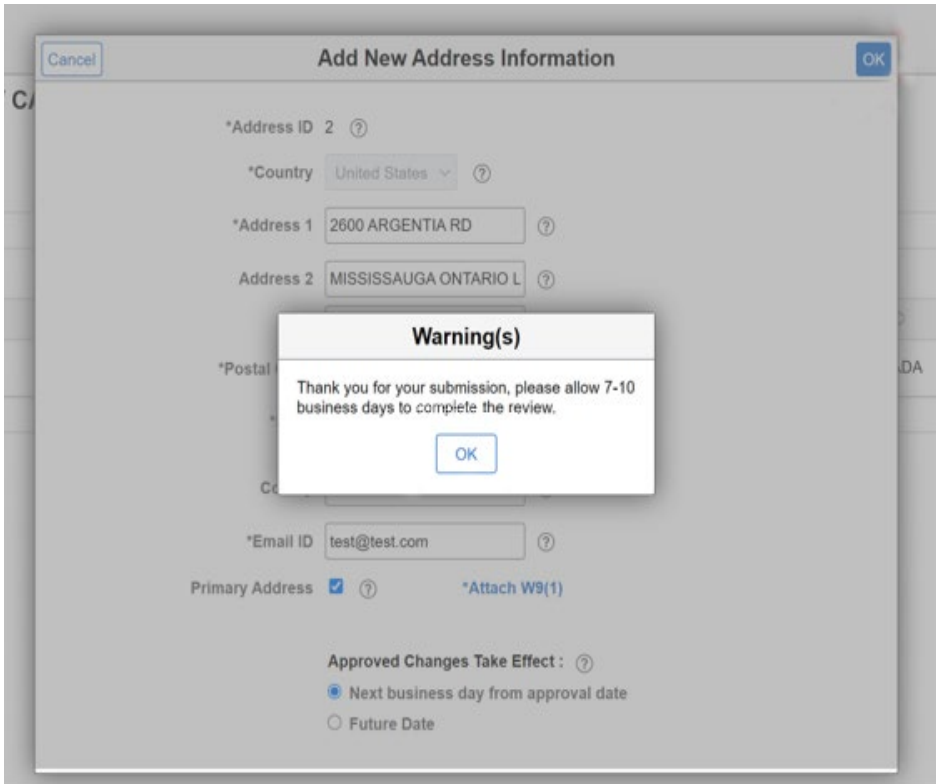 Cancel Add New Address Information OK
*Address ID 2 ?
*Country United States ?
*Address 1 2600 ARGENTIA RD ?
Address 2 MISSISSAUGA ONTARIO L ?
Warning(s)
*Postal
ADA
Thank you for your submission, please allow 7-10
business days to complete the review.
OK
*Email ID test@test.com ?
Primary Address ? *Attach W9(1)
Approved Changes Take Effect : ?
Next business day from approval date
Future Date